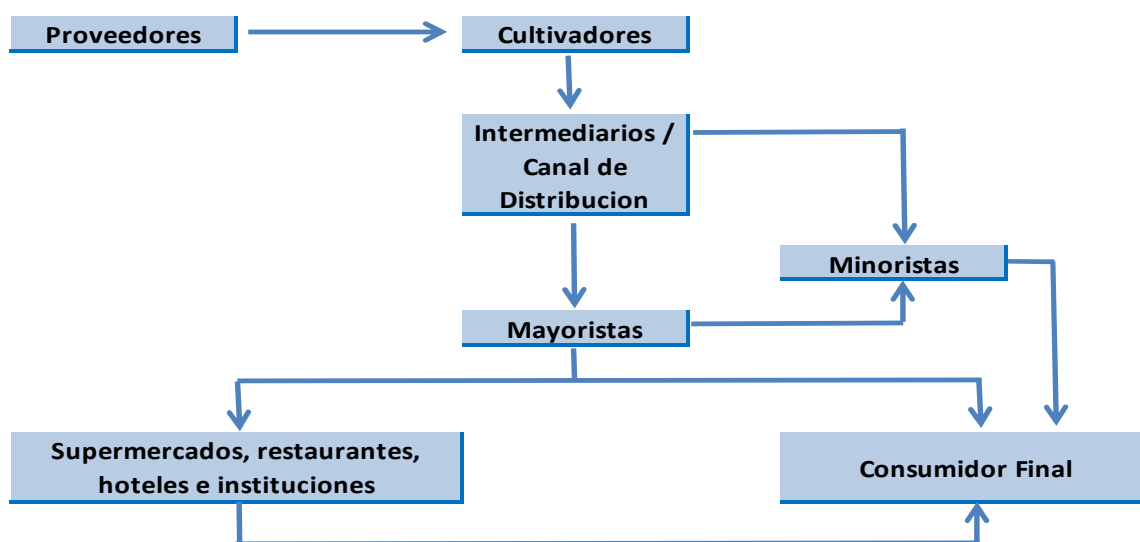 Proveedores
Cultivadores
Intermediarios /
Canal de
Distribucion
Minoristas
Mayoristas
Supermercados, restaurantes,
hoteles e instituciones
Consumidor Final